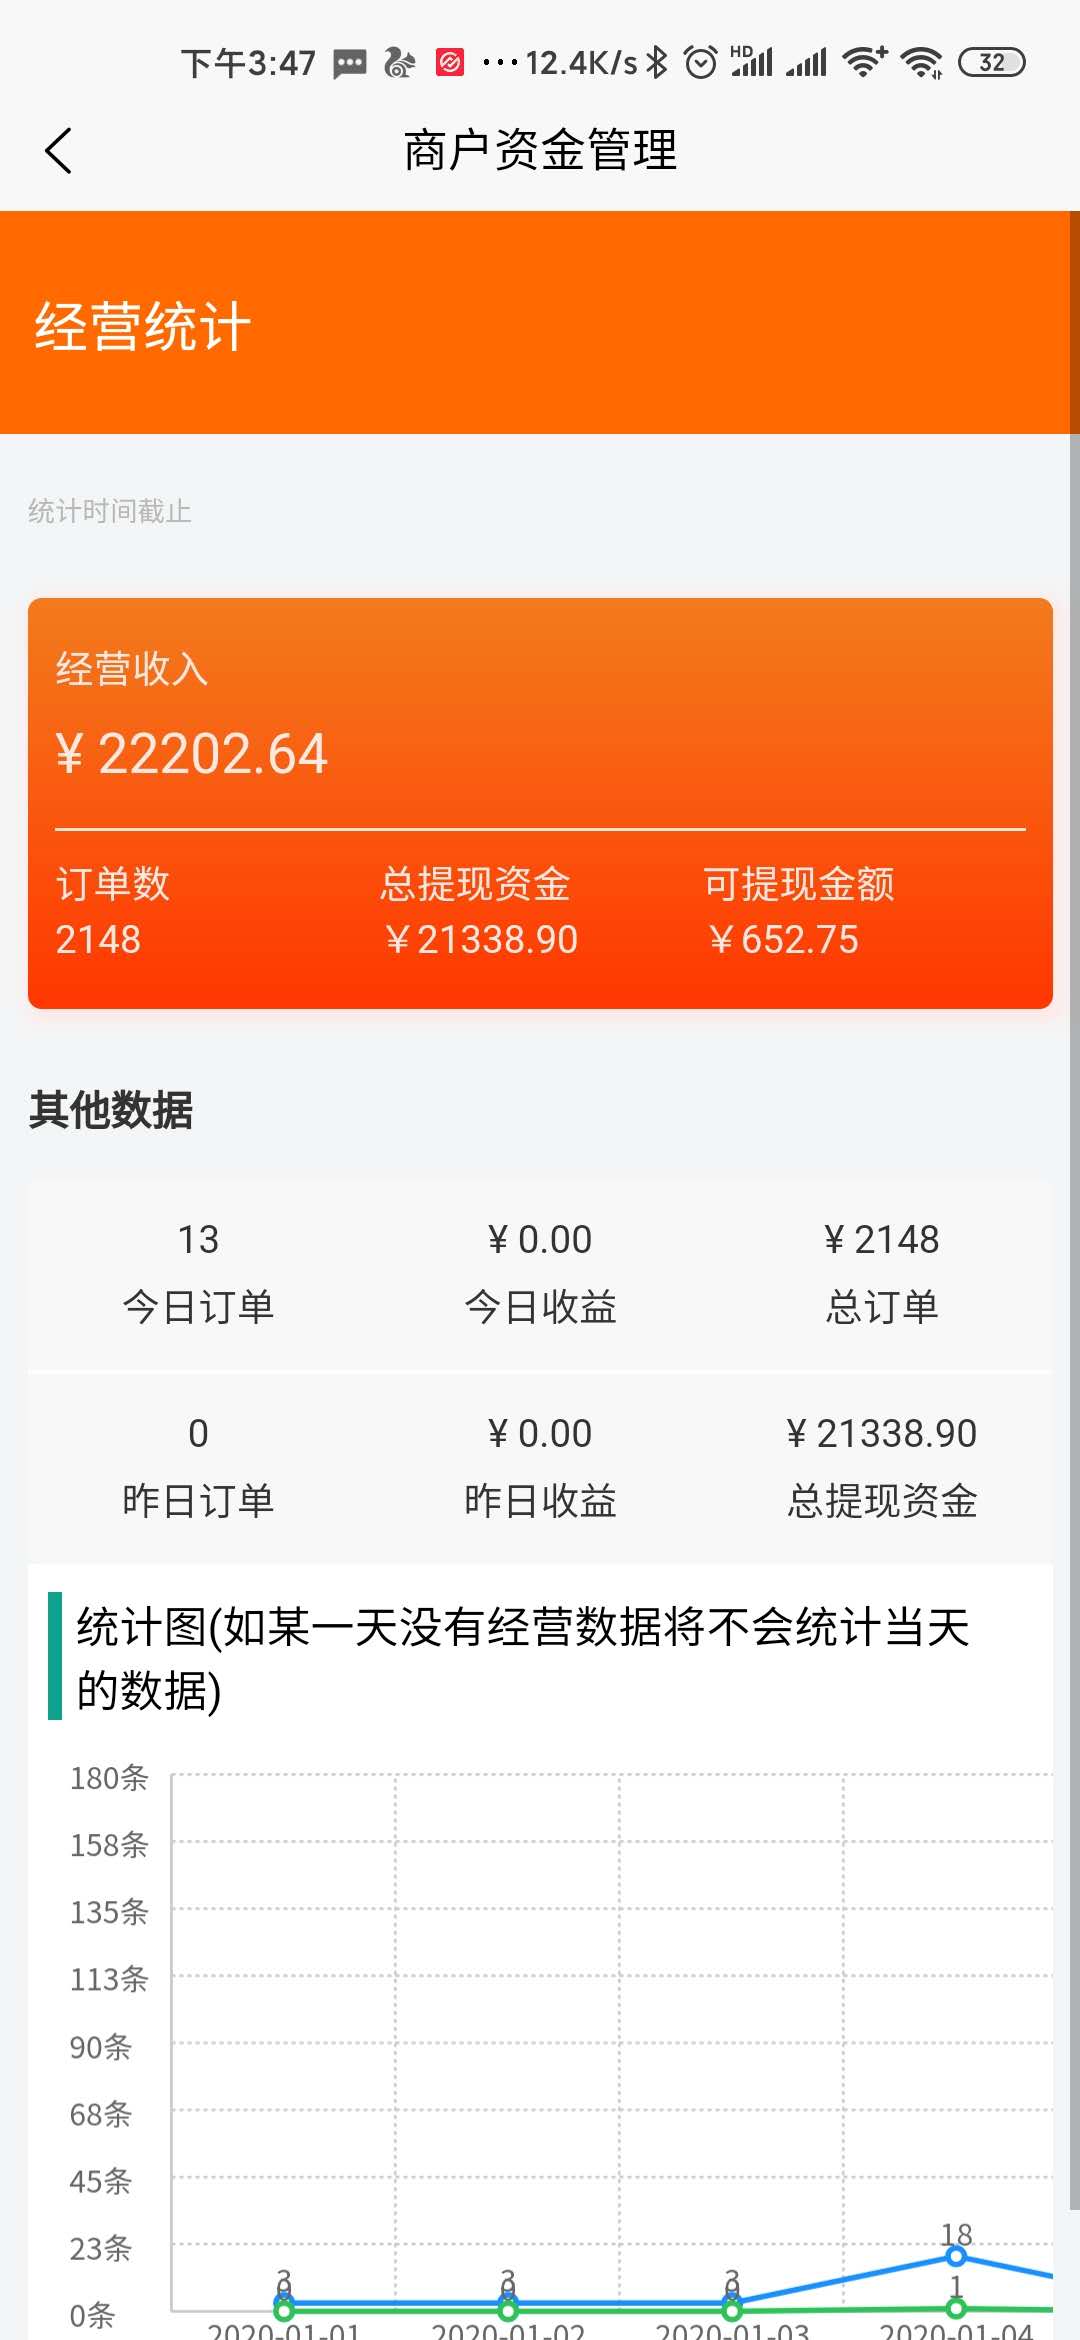 下午3:47 ···12.4K/s HD 32
商户资金管理
经营统计
统计时间截止
经营收入
¥ 22202.64
订单数 总提现资金 可提现金额
2148 ￥21338.90 ￥652.75
其他数据
13 ¥ 0.00 ¥ 2148
今日订单 今日收益 总订单
0 ¥ 0.00 ¥ 21338.90
昨日订单 昨日收益 总提现资金
统计图(如某一天没有经营数据将不会统计当天
的数据)
180条
158条
135条
113条
90条
68条
45条
23条
18
3 3 3 1
0 0 0
0条
2020-01-01 2020-01-02 2020-01-03 2020-01-04